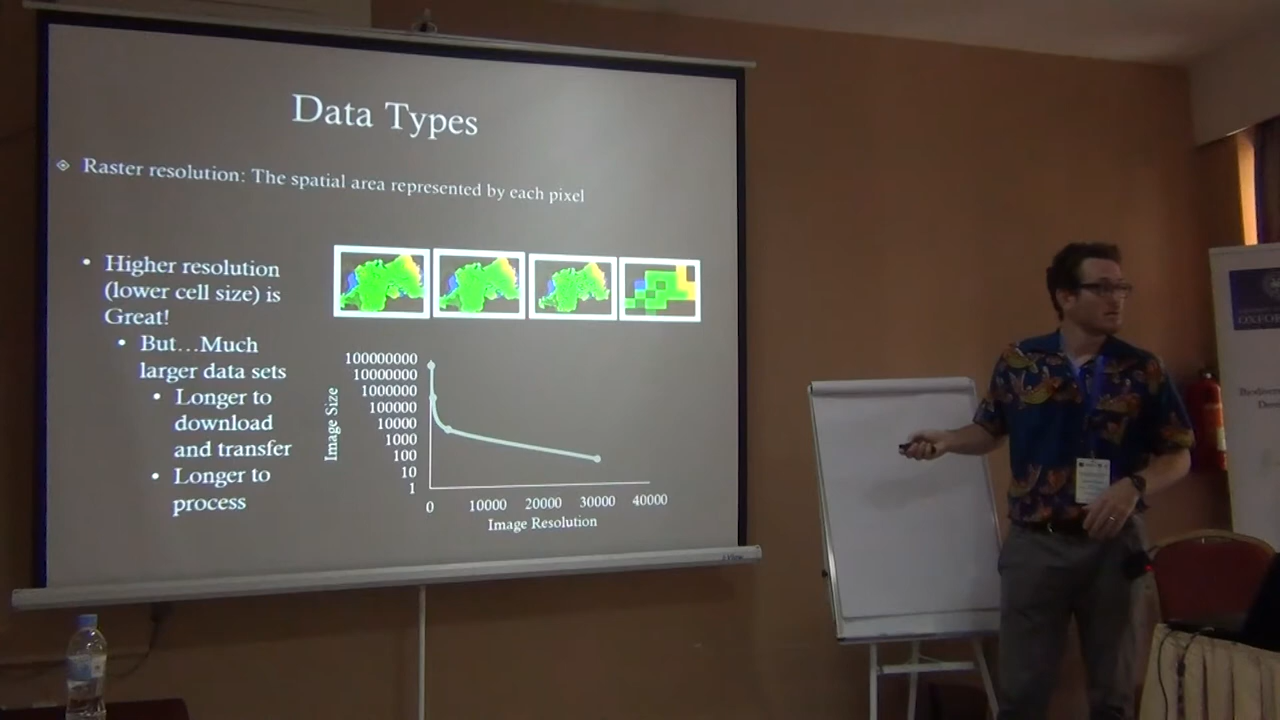 Data Types
Raster resolution: The spatial area represented by each pixel
• Higher resolution
(lower cell size) is
Great!
• But...Much
larger data sets
• Longer to
download
and transfer
• Longer to
process
Image Size
100000000
10000000
1000000
100000
10000
1000
100
10
1
0 10000 20000 30000 40000
Image Resolution
OXFORD